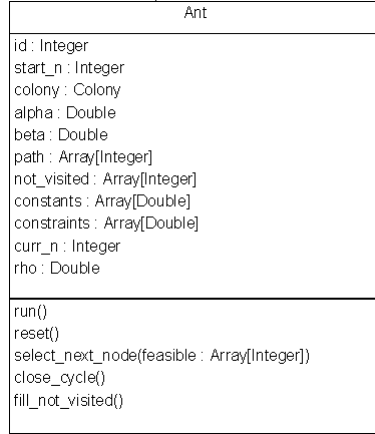 Ant
id : Integer
start_n : Integer
colony : Colony
alpha : Double
beta : Double
path : Array[Integer]
not_visited : Array[Integer]
constants : Array[Double]
constraints : Array[Double]
curr_n : Integer
rho : Double
run()
reset()
select_next_node(feasible : Array[Integer])
close_cycle()
fill_not_visited()